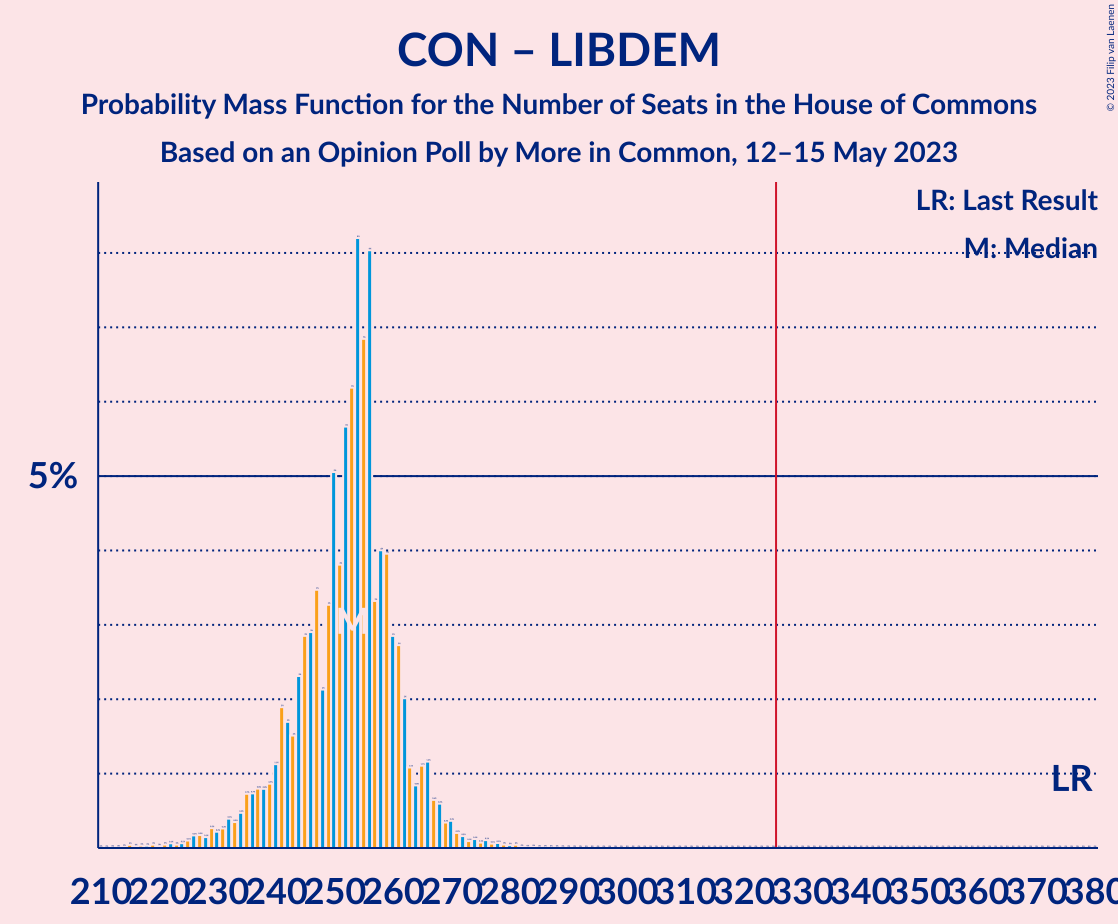 CON – LIBDEM
Probability Mass Function for the Number of Seats in the House of Commons
Based on an Opinion Poll by More in Common, 12–15 May 2023
© 2023 Filip van Laenen
LR: Last Result
M: Median
5%
M
LR
210 220 230 240 250 260 270 280 290 300 310 320 330 340 350 360 370 380